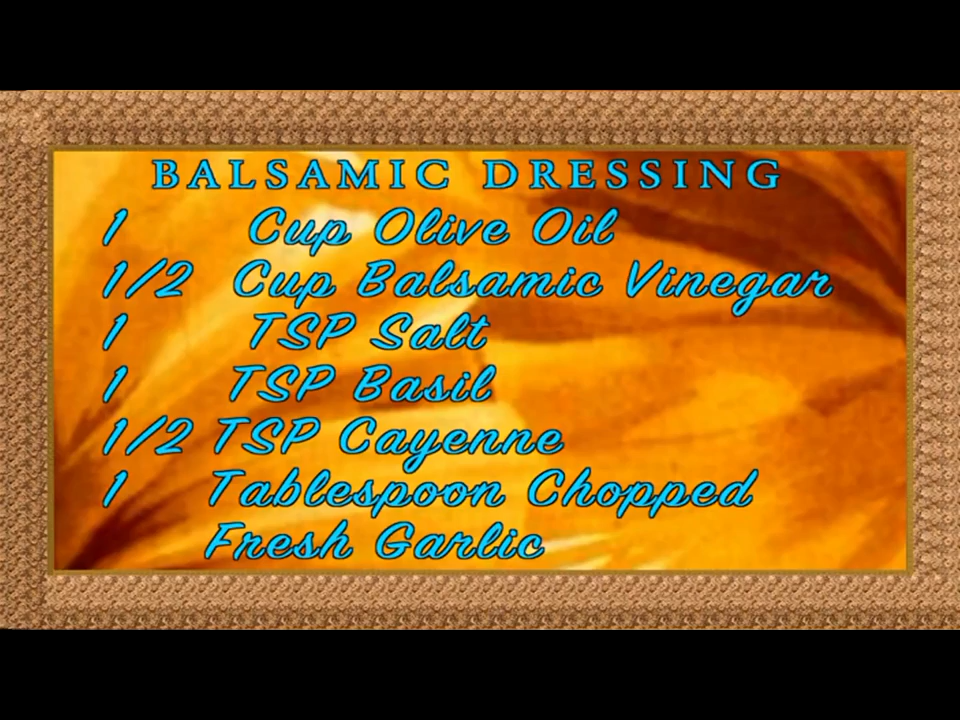 BALSAMIC DRESSING
1 Cup Olive Oil
1/2 Cup Balsamic Vinegar
1 TSP Salt
1 TSP Basil
1/2 TSP Cayenne
1 Tablespoon Chopped
Fresh Garlic